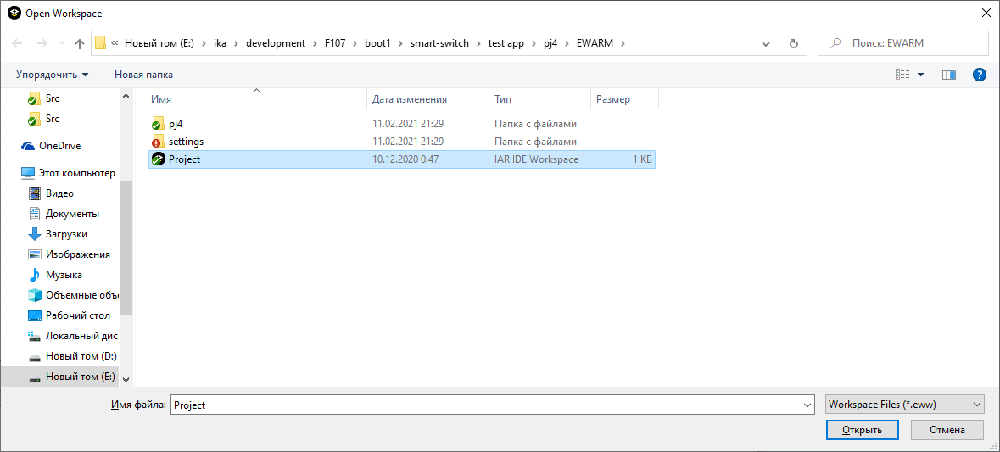 Open Workspace
« Новый том (E:) › ika › development › F107 › boot1 › smart-switch › test app › pj4 › EWARM ›
Поиск: EWARM
Упорядочить Новая папка
Src
Src
OneDrive
Этот компьютер
Видео
Документы
Загрузки
Изображения
Музыка
Объемные объ
Рабочий стол
Локальный дис
Новый том (D:)
Новый том (E:)
Имя Дата изменения Тип Размер
pj4 11.02.2021 21:29 Папка с файлами
settings 11.02.2021 21:29 Папка с файлами
Project 10.12.2020 0:47 IAR IDE Workspace 1 КБ
Имя файла: Project Workspace Files (*.eww)
Открыть Отмена